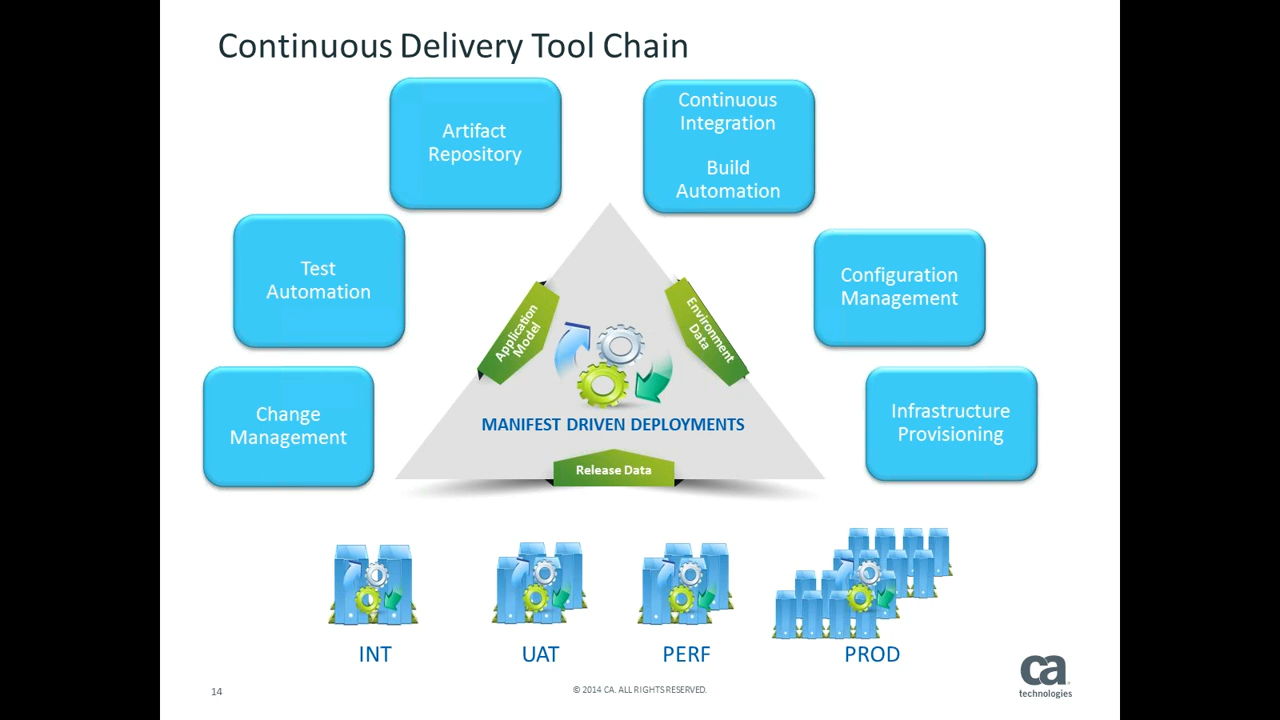 Continuous Delivery Tool Chain
Artifact
Repository
Continuous
Integration
Build
Automation
Test
Automation
Configuration
Management
Application
Model
Environment
Data
Change
Management
MANIFEST DRIVEN DEPLOYMENTS
Infrastructure
Provisioning
Release Data
INT
UAT
PERF
PROD
14
© 2014 CA. ALL RIGHTS RESERVED.
ca
technologies